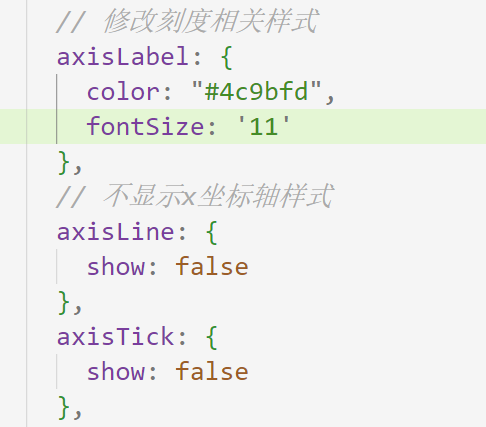 // 修改刻度相关样式
axisLabel: {
  color: "#4c9bfd",
  fontSize: '11'
},
// 不显示x坐标轴样式
axisLine: {
  show: false
},
axisTick: {
  show: false
},